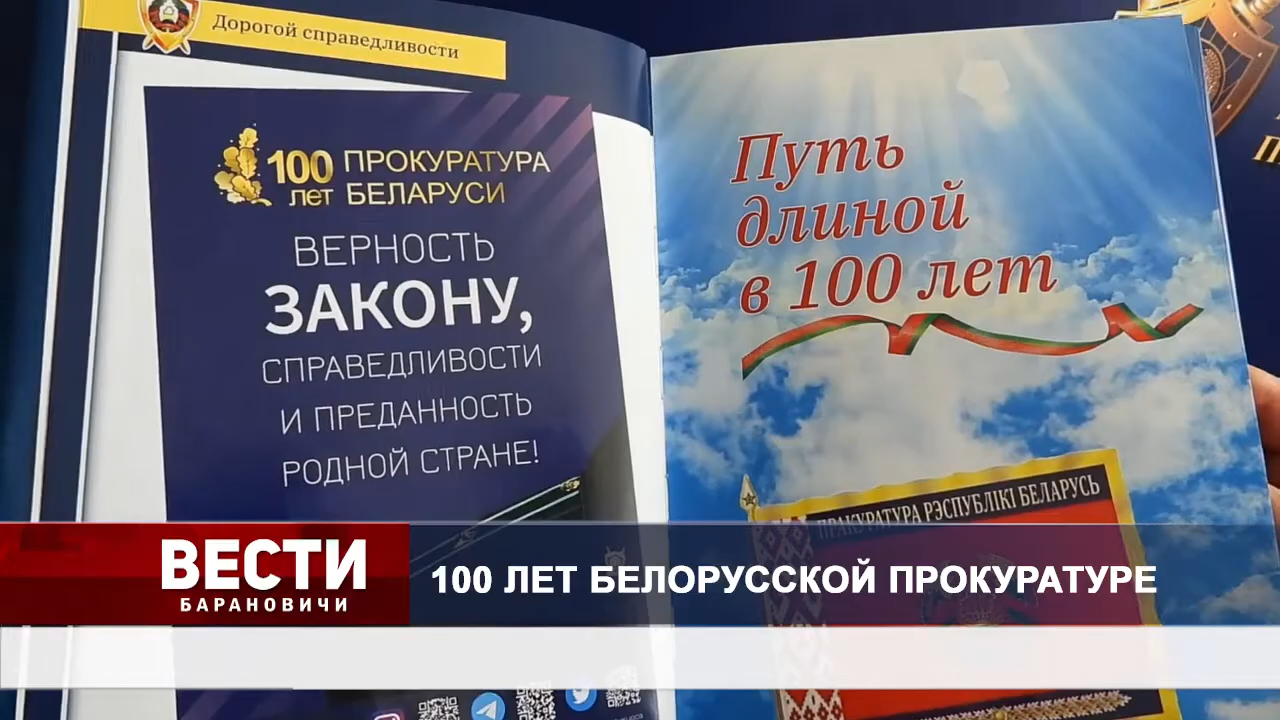 Дорогой справедливости
100 ПРОКУРАТУРА
лет БЕЛАРУСИ
ВЕРНОСТЬ
ЗАКОНУ,
СПРАВЕДЛИВОСТИ
И ПРЕДАННОСТЬ
РОДНОЙ СТРАНЕ!
Путь
длиной
в 100 лет
ПРАКУРАТУРА РЭСПУБЛІКІ БЕЛАРУСЬ
ВЕСТИ
БАРАНОВИЧИ
100 ЛЕТ БЕЛОРУССКОЙ ПРОКУРАТУРЕ